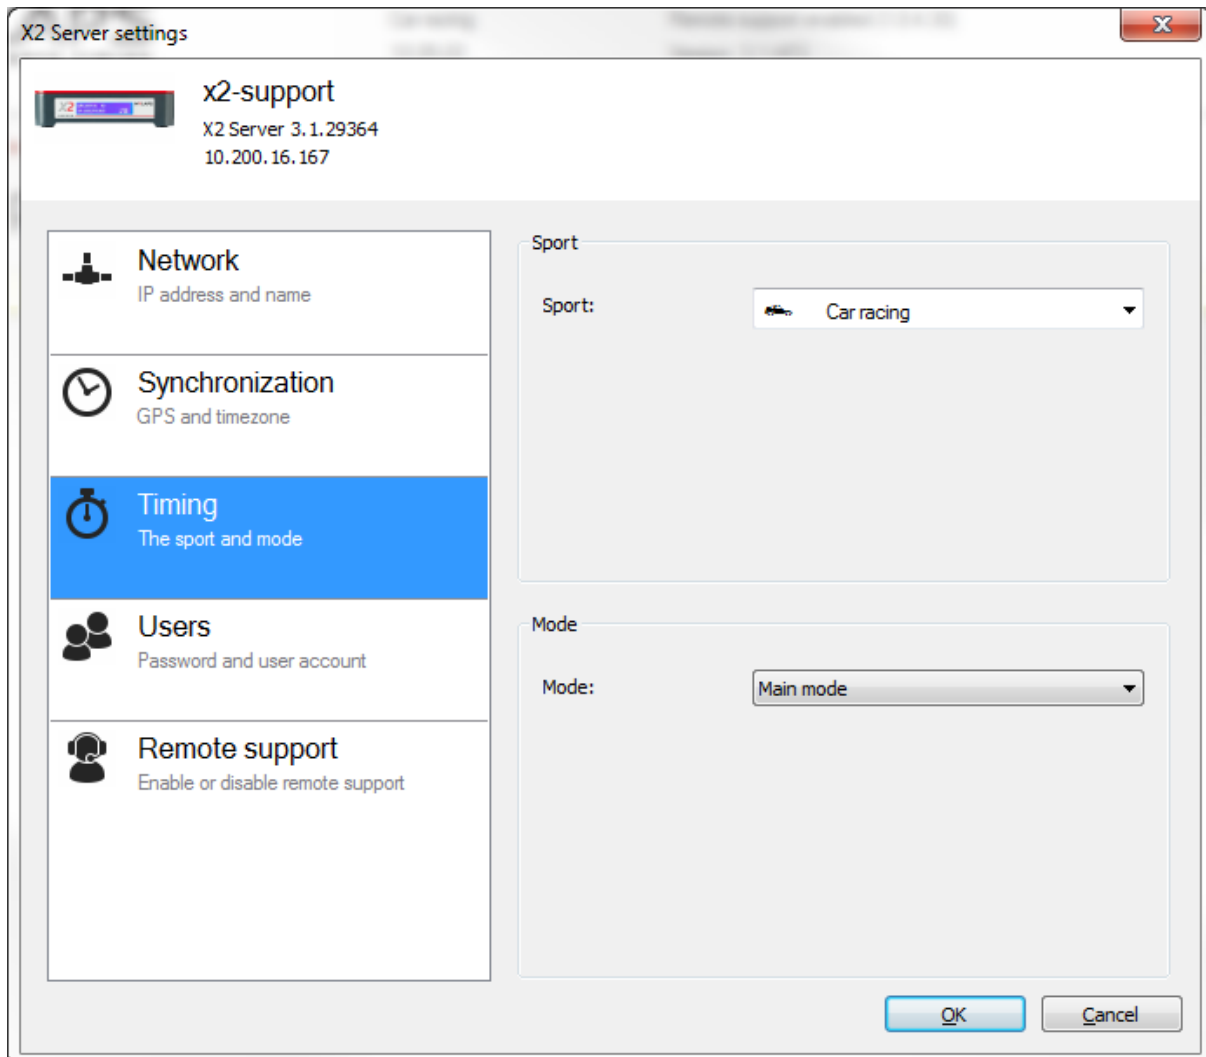 X2 Server settings
x2-support
X2 Server 3.1.29364
10.200.16.167
Network
IP address and name
Synchronization
GPS and timezone
Timing
The sport and mode
Users
Password and user account
Remote support
Enable or disable remote support
Sport
Sport:
Car racing
Mode
Mode:
Main mode
OK
Cancel